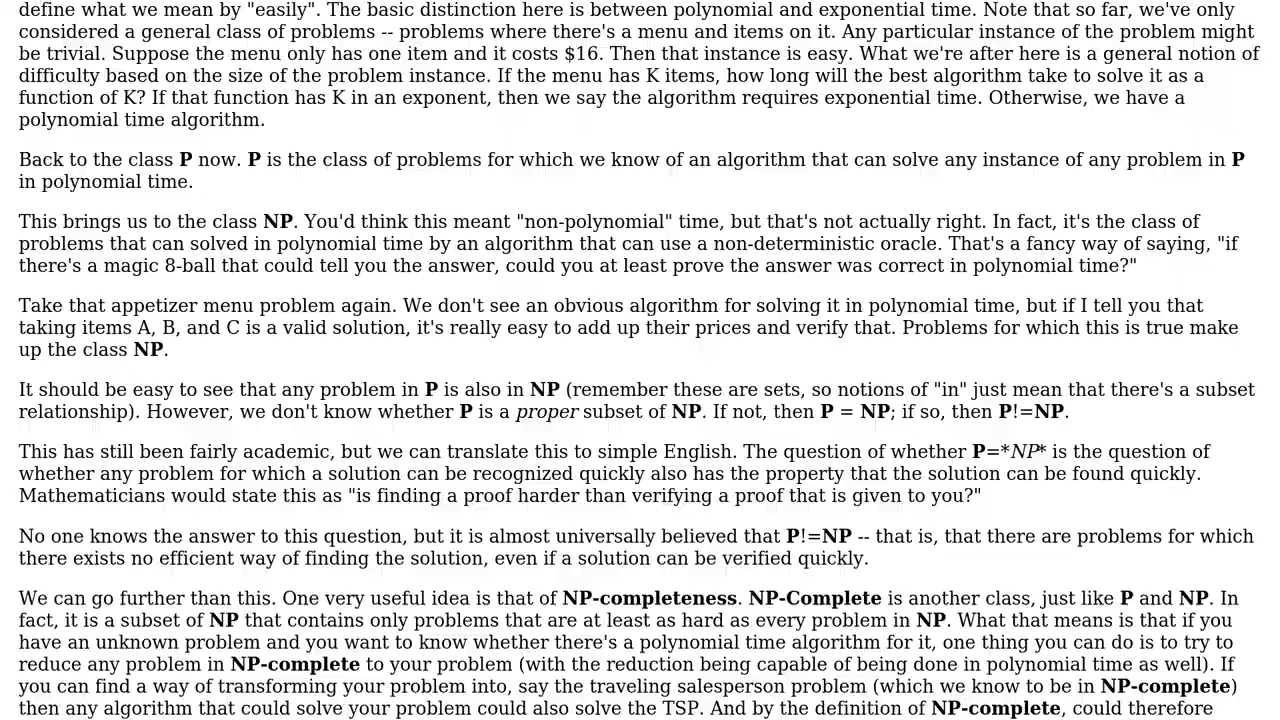 define what we mean by "easily". The basic distinction here is between polynomial and exponential time. Note that so far, we've only
considered a general class of problems -- problems where there's a menu and items on it. Any particular instance of the problem might
be trivial. Suppose the menu only has one item and it costs $16. Then that instance is easy. What we're after here is a general notion of
difficulty based on the size of the problem instance. If the menu has K items, how long will the best algorithm take to solve it as a
function of K? If that function has K in an exponent, then we say the algorithm requires exponential time. Otherwise, we have a
polynomial time algorithm.
Back to the class P now. P is the class of problems for which we know of an algorithm that can solve any instance of any problem in P
in polynomial time.
This brings us to the class NP. You'd think this meant "non-polynomial" time, but that's not actually right. In fact, it's the class of
problems that can solved in polynomial time by an algorithm that can use a non-deterministic oracle. That's a fancy way of saying, "if
there's a magic 8-ball that could tell you the answer, could you at least prove the answer was correct in polynomial time?"
Take that appetizer menu problem again. We don't see an obvious algorithm for solving it in polynomial time, but if I tell you that
taking items A, B, and C is a valid solution, it's really easy to add up their prices and verify that. Problems for which this is true make
up the class NP.
It should be easy to see that any problem in P is also in NP (remember these are sets, so notions of "in" just mean that there's a subset
relationship). However, we don't know whether P is a proper subset of NP. If not, then P = NP; if so, then P!=NP.
This has still been fairly academic, but we can translate this to simple English. The question of whether P=*NP* is the question of
whether any problem for which a solution can be recognized quickly also has the property that the solution can be found quickly.
Mathematicians would state this as "is finding a proof harder than verifying a proof that is given to you?"
No one knows the answer to this question, but it is almost universally believed that P!=NP -- that is, that there are problems for which
there exists no efficient way of finding the solution, even if a solution can be verified quickly.
We can go further than this. One very useful idea is that of NP-completeness. NP-Complete is another class, just like P and NP. In
fact, it is a subset of NP that contains only problems that are at least as hard as every problem in NP. What that means is that if you
have an unknown problem and you want to know whether there's a polynomial time algorithm for it, one thing you can do is to try to
reduce any problem in NP-complete to your problem (with the reduction being capable of being done in polynomial time as well). If
you can find a way of transforming your problem into, say the traveling salesperson problem (which we know to be in NP-complete)
then any algorithm that could solve your problem could also solve the TSP. And by the definition of NP-complete, could therefore